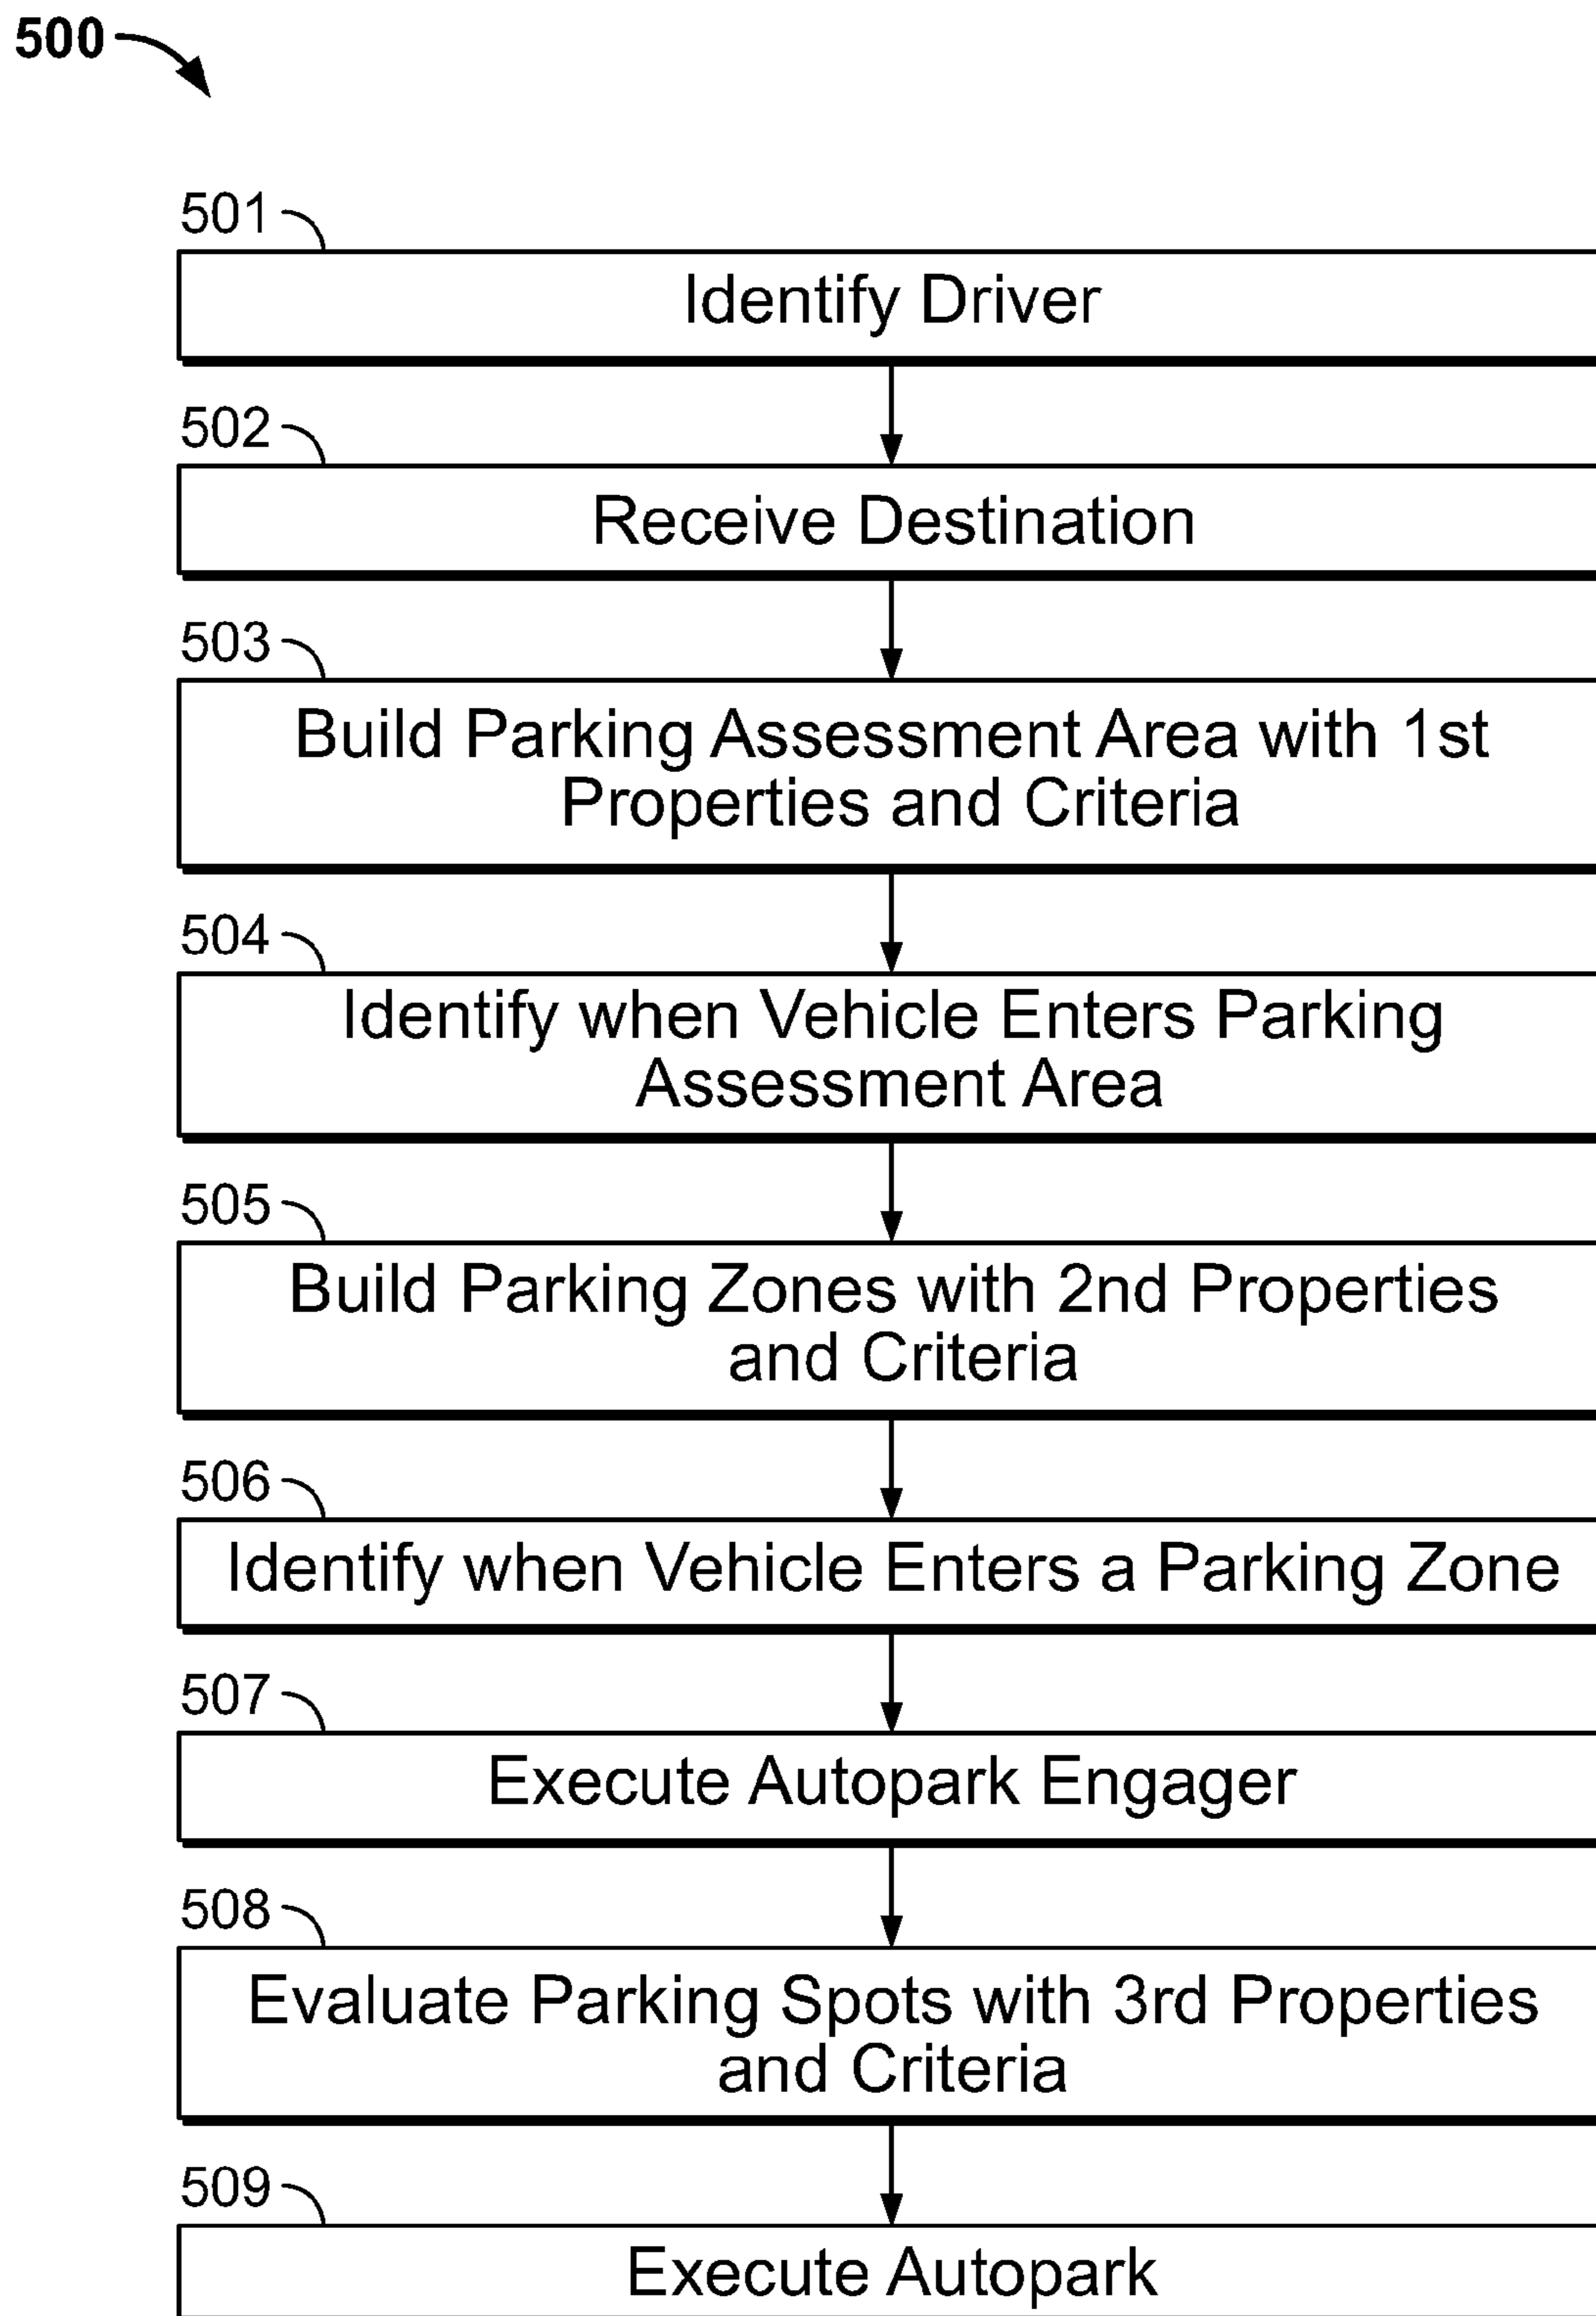 500
501
Identify Driver
502
Receive Destination
503
Build Parking Assessment Area with 1st
Properties and Criteria
504
Identify when Vehicle Enters Parking
Assessment Area
505
Build Parking Zones with 2nd Properties
and Criteria
506
Identify when Vehicle Enters a Parking Zone
507
Execute Autopark Engager
508
Evaluate Parking Spots with 3rd Properties
and Criteria
509
Execute Autopark